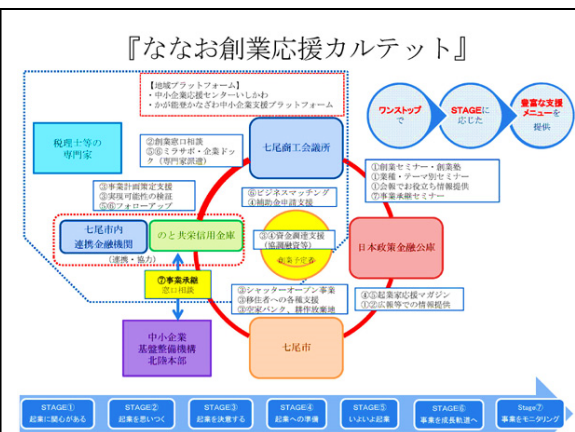 『ななお創業応援カルテット』
【地域プラットフォーム】
・中小企業応援センターいしかわ
・かが能登かなざわ中小企業支援プラットフォーム
ワンストップ
で
STAGEに
応じた
豊富な支援
メニューを
提供
税理士等の
専門家
②創業窓口相談
⑤⑥ミラサポ・企業ドッ
ク（専門家派遣）
七尾商工会議所
①創業セミナー・創業塾
①業種・テーマ別セミナー
①会報でお役立ち情報提供
⑦事業承継セミナー
③事業計画策定支援
③実現可能性の検証
⑤⑥フォローアップ
⑥ビジネスマッチング
④補助金申請支援
七尾市内
連携金融機関
のと共栄信用金庫
（連携・協力）
③④資金調達支援
（協調融資等）
創業予定者
日本政策金融公庫
⑦事業承継
窓口相談
③シャッターオープン事業
③移住者への各種支援
③空家バンク、耕作放棄地
④⑤起業家応援マガジン
①②広報等での情報提供
中小企業
基盤整備機構
北陸本部
七尾市
STAGE①
起業に関心がある
STAGE②
起業を思いつく
STAGE③
起業を決意する
STAGE④
起業への準備
STAGE⑤
いよいよ起業
STAGE⑥
事業を成長軌道へ
Stage⑦
事業をモニタリング